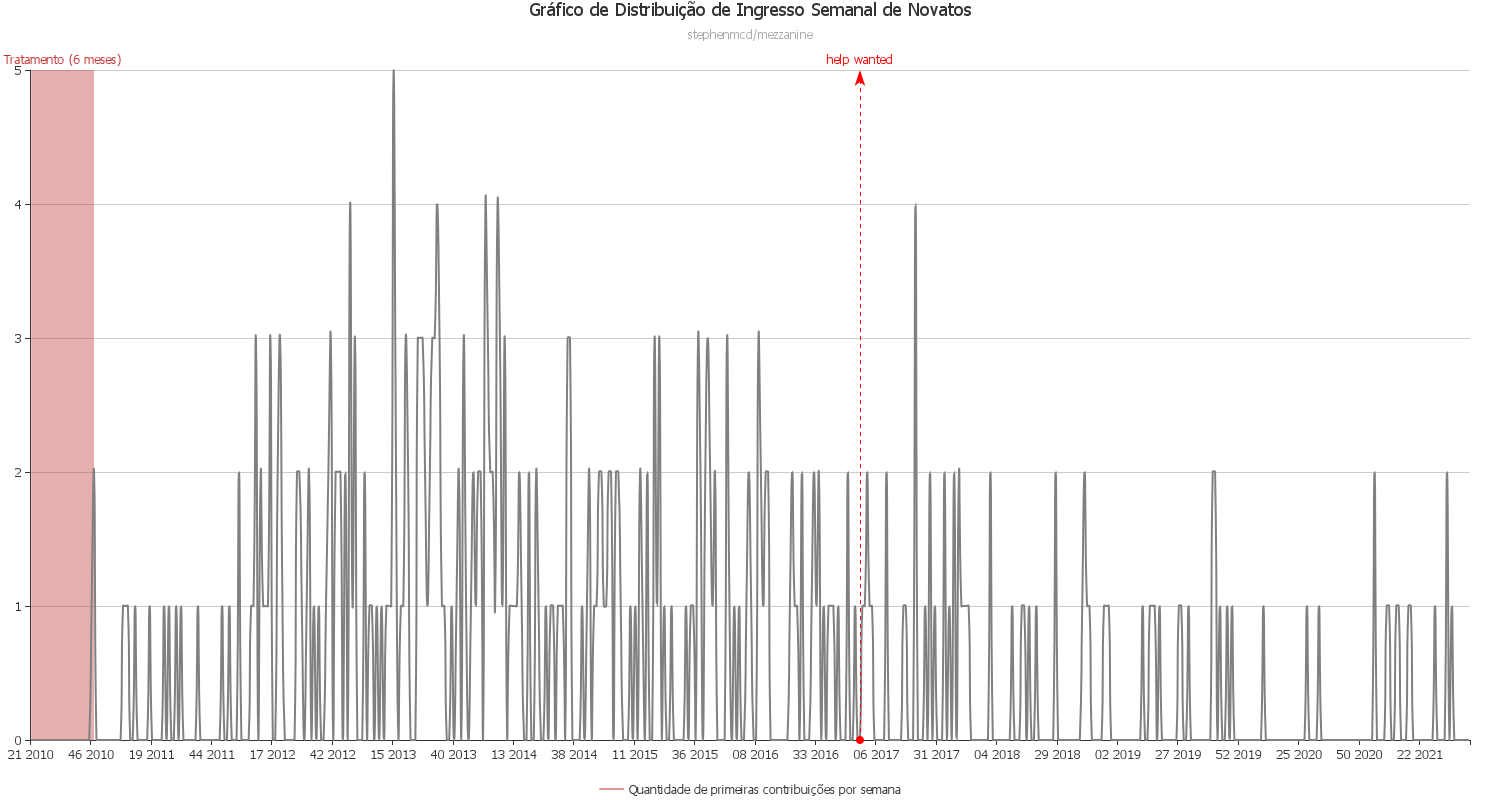 Gráfico de Distribuição de Ingresso Semanal de Novatos
stephenmcd/mezzanine
Tratamento (6 meses)
help wanted
5
4
3
2
1
0
21 2010 46 2010 19 2011 44 2011 17 2012 42 2012 15 2013 40 2013 13 2014 38 2014 11 2015 36 2015 08 2016 33 2016 06 2017 31 2017 04 2018 29 2018 02 2019 27 2019 52 2019 25 2020 50 2020 22 2021
Quantidade de primeiras contribuições por semana